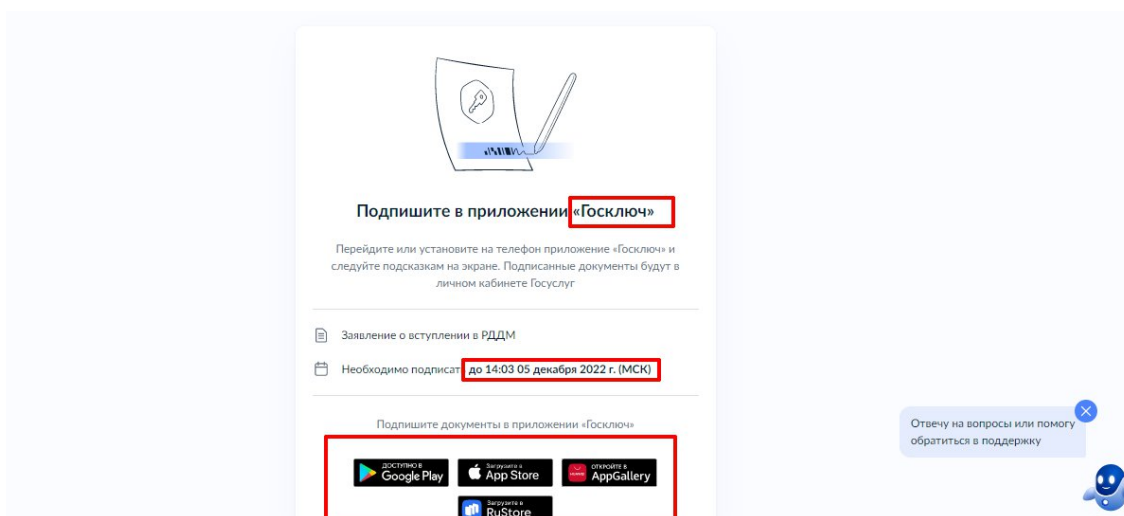 Подпишите в приложении «Госключ»
Перейдите или установите на телефон приложение «Госключ» и
следуйте подсказкам на экране. Подписанные документы будут в
личном кабинете Госуслуг
Заявление о вступлении в РДДМ
Необходимо подписат до 14:03 05 декабря 2022 г. (МСК)
Подпишите документы в приложении «Госключ»
Отвечу на вопросы или помогу
обратиться в поддержку
ДОСТУПНО В
Google Play
Загрузите в
App Store
ОТКРОЙТЕ В
AppGallery
Загрузите в
RuStore